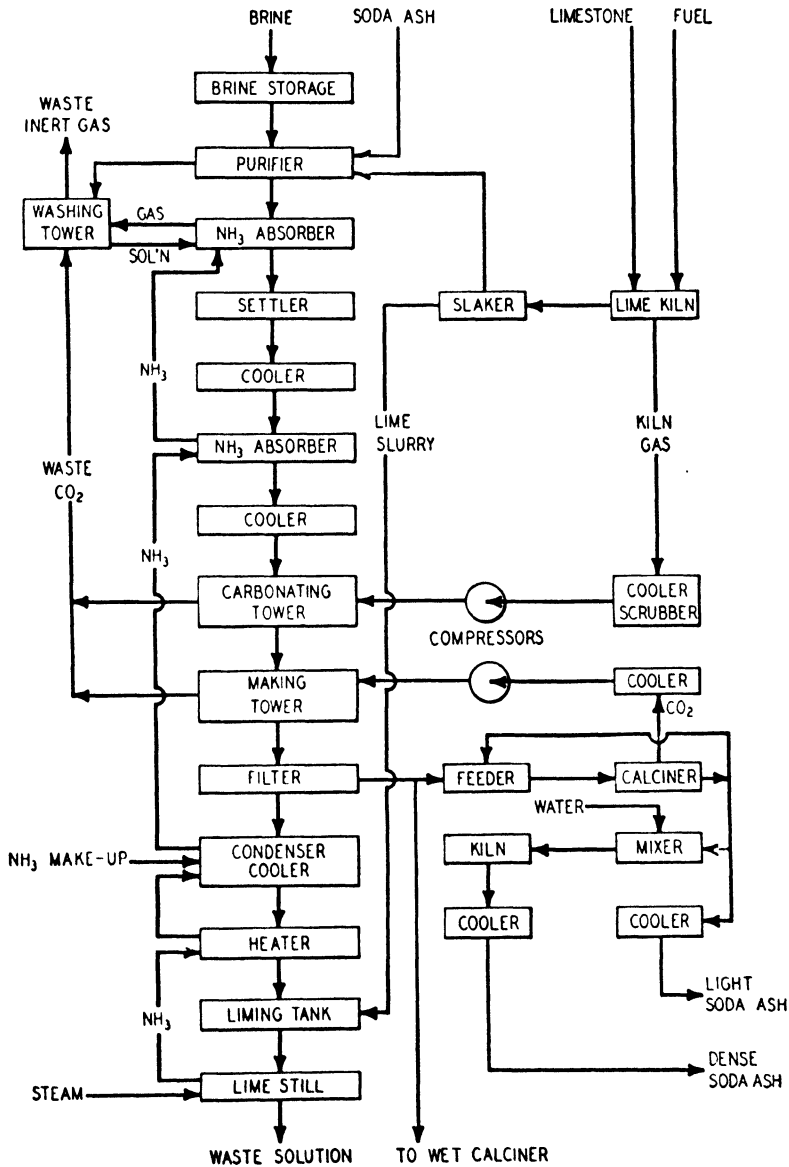 BRINE
SODA ASH
LIMESTONE
FUEL
BRINE STORAGE
WASTE
INERT GAS
PURIFIER
WASHING
TOWER
GAS
SOL'N
NH₃ ABSORBER
SETTLER
SLAKER
LIME KILN
NH₃
COOLER
LIME
SLURRY
KILN
GAS
NH₃ ABSORBER
WASTE
CO₂
COOLER
NH₃
CARBONATING
TOWER
COMPRESSORS
COOLER
SCRUBBER
MAKING
TOWER
COOLER
CO₂
FILTER
FEEDER
CALCINER
WATER
NH₃ MAKE-UP
CONDENSER
COOLER
KILN
MIXER
HEATER
COOLER
COOLER
LIGHT
SODA ASH
NH₃
LIMING TANK
DENSE
SODA ASH
STEAM
LIME STILL
WASTE SOLUTION
TO WET CALCINER